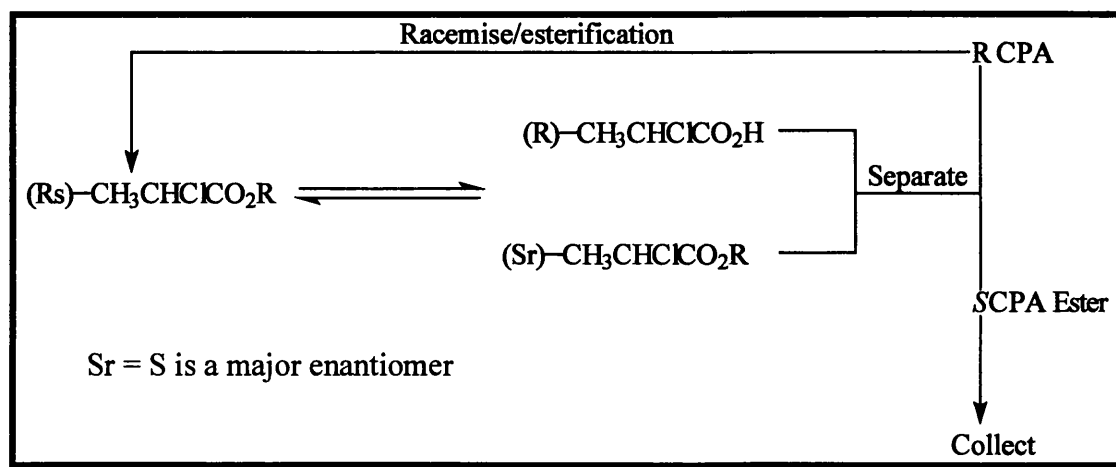 Racemise/esterification
R CPA
(R)-CH₃CHClCO₂H
(Rs)-CH₃CHClCO₂R
Separate
(Sr)-CH₃CHClCO₂R
SCPA Ester
Sr = S is a major enantiomer
Collect